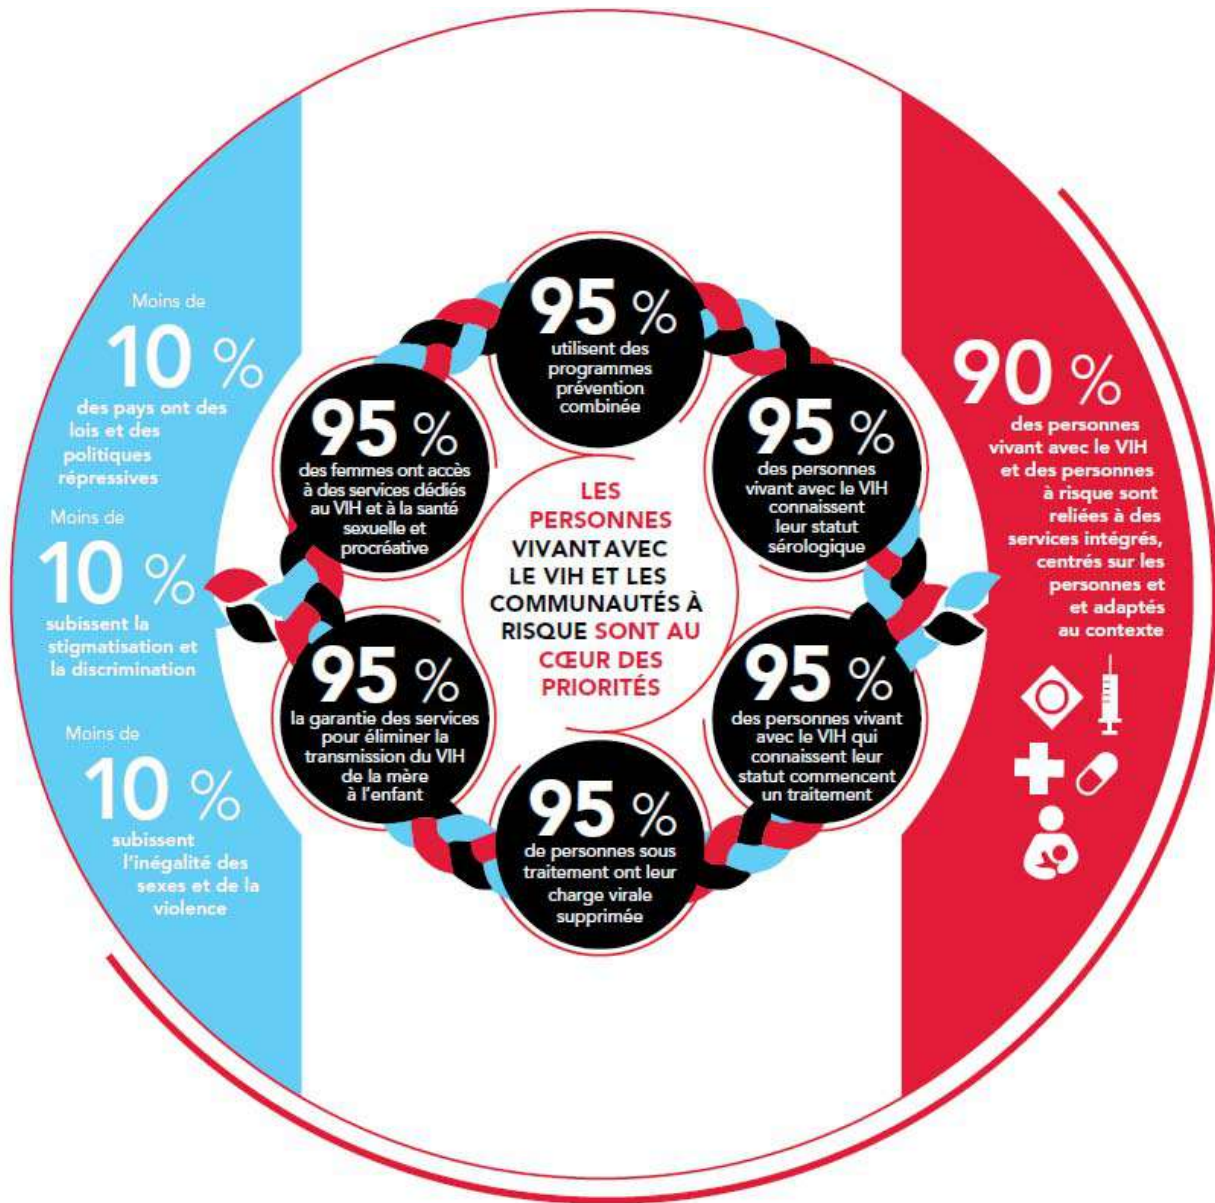 Moins de
10 %
des pays ont des
lois et des
politiques
répressives
Moins de
10 %
subissent la
stigmatisation et
la discrimination
Moins de
10 %
subissent
l'inégalité des
sexes et de la
violence
95 %
utilisent des
programmes
prévention
combinée
95 %
des personnes
vivant avec le VIH
connaissent
leur statut
sérologique
95 %
des personnes vivant
avec le VIH qui
connaissent leur
statut commencent
un traitement
95 %
de personnes sous
traitement ont leur
charge virale
supprimée
95 %
la garantie des services
pour éliminer la
transmission du VIH
de la mère
à l'enfant
95 %
des femmes ont accès
à des services dédiés
au VIH et à la santé
sexuelle et
procréative
LES
PERSONNES
VIVANT AVEC
LE VIH ET LES
COMMUNAUTÉS À
RISQUE SONT AU
CŒUR DES
PRIORITÉS
90 %
des personnes
vivant avec le VIH
et des personnes
à risque sont
reliées à des
services intégrés,
centrés sur les
personnes et
et adaptés
au contexte